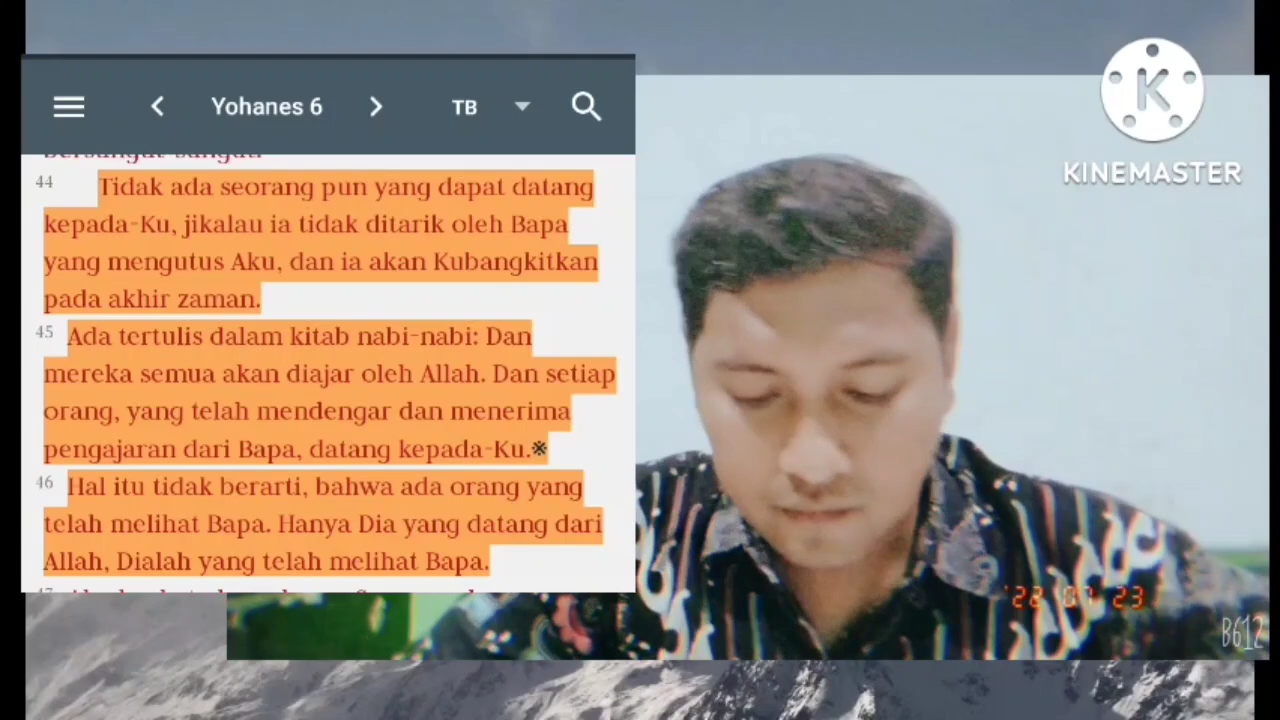 Yohanes 6
TB
bersungut-sungut.
44 Tidak ada seorang pun yang dapat datang
kepada-Ku, jikalau ia tidak ditarik oleh Bapa
yang mengutus Aku, dan ia akan Kubangkitkan
pada akhir zaman.
45 Ada tertulis dalam kitab nabi-nabi: Dan
mereka semua akan diajar oleh Allah. Dan setiap
orang, yang telah mendengar dan menerima
pengajaran dari Bapa, datang kepada-Ku.※
46 Hal itu tidak berarti, bahwa ada orang yang
telah melihat Bapa. Hanya Dia yang datang dari
Allah, Dialah yang telah melihat Bapa.
K
KINEMASTER
B612